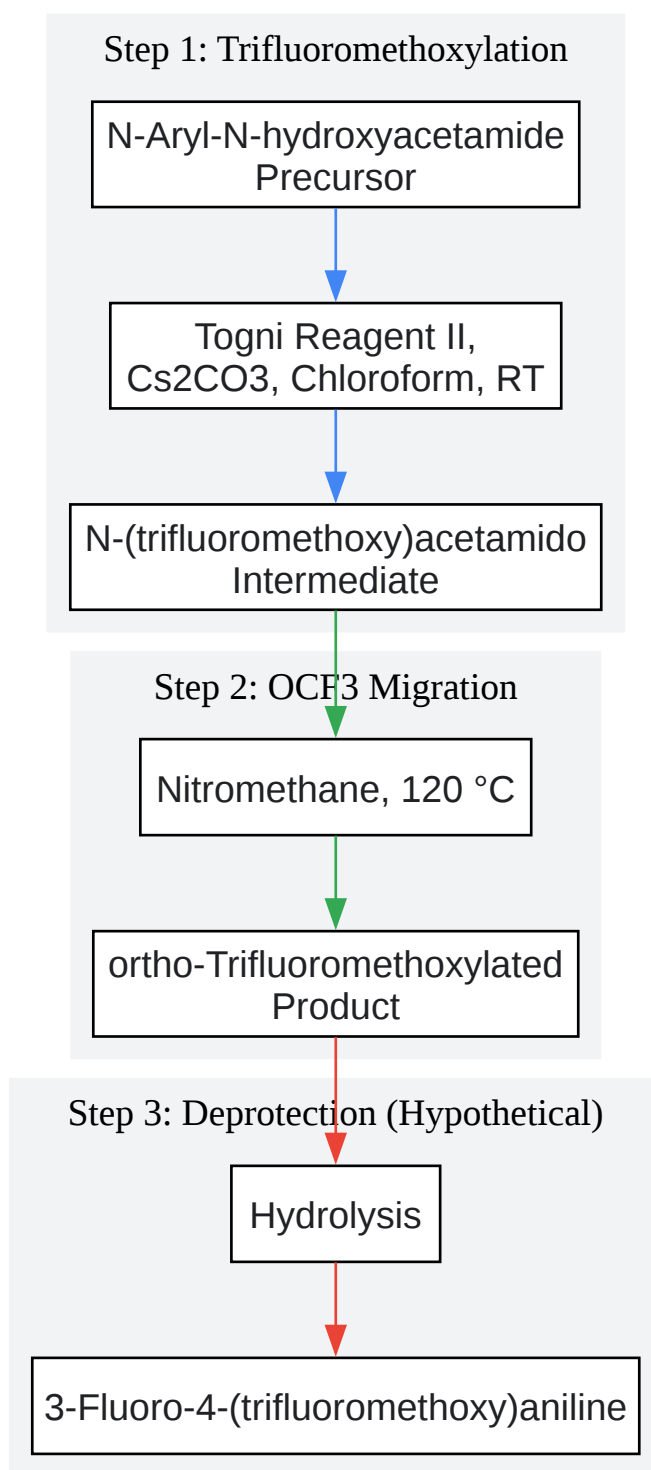 Step 1: Trifluoromethoxylation
N-Aryl-N-hydroxyacetamide
Precursor
Togni Reagent II,
Cs2CO3, Chloroform, RT
N-(trifluoromethoxy)acetamido
Intermediate
Step 2: OCF3 Migration
Nitromethane, 120 °C
ortho-Trifluoromethoxylated
Product
Step 3: Deprotection (Hypothetical)
Hydrolysis
3-Fluoro-4-(trifluoromethoxy)aniline